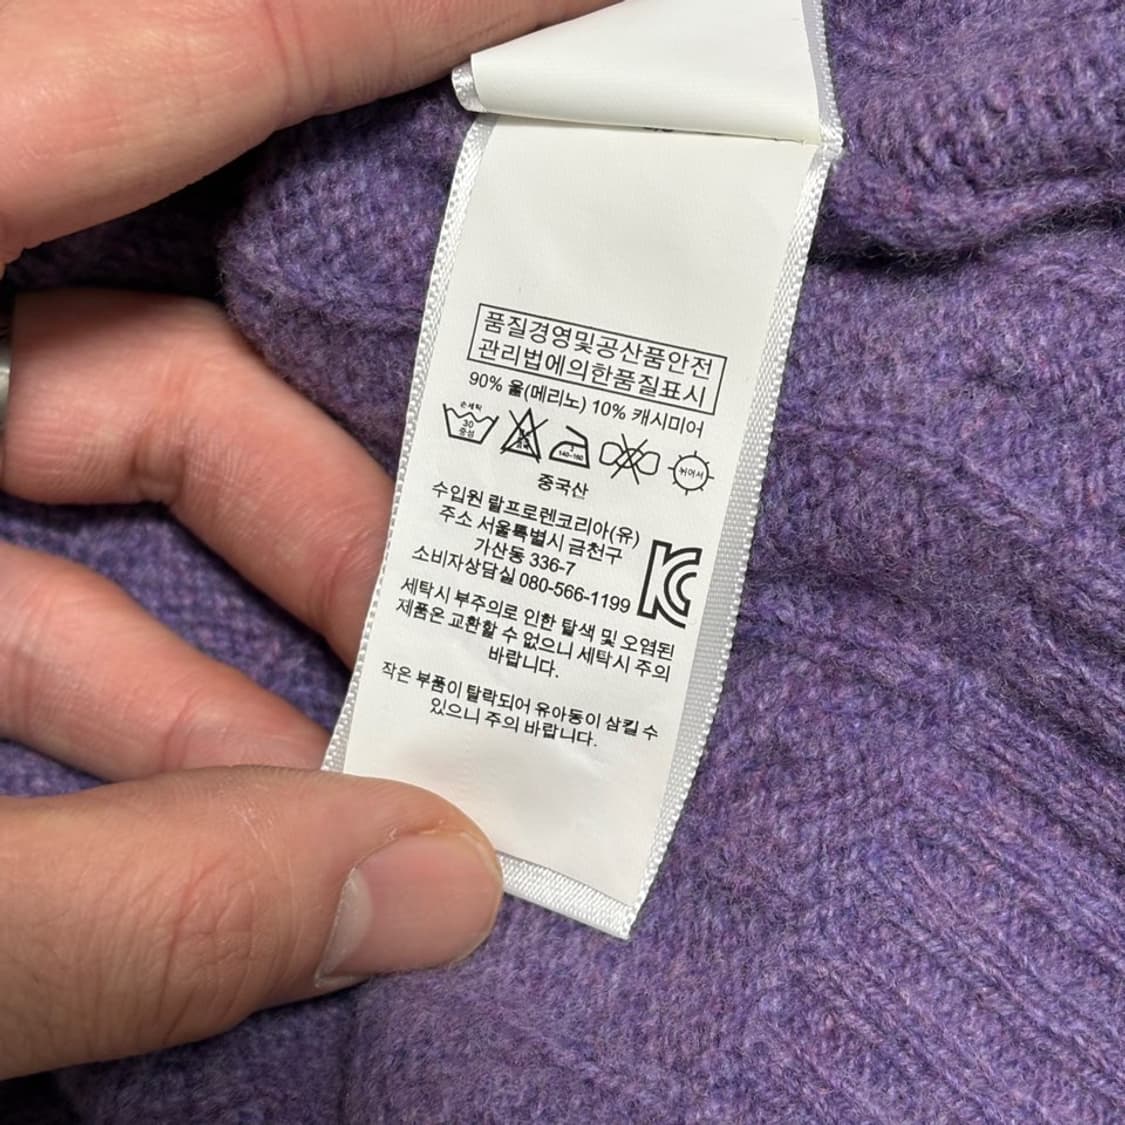 품질경영및공산품안전
관리법에의한품질표시
90% 울(메리노) 10% 캐시미어
손세탁
30
중성
140~160
뉘어서
중국산
수입원 랄프로렌코리아(유)
주소 서울특별시 금천구
가산동 336-7
소비자상담실 080-566-1199
세탁시 부주의로 인한 탈색 및 오염된
제품은 교환할 수 없으니 세탁시 주의
바랍니다.
작은 부품이 탈락되어 유아동이 삼킬 수
있으니 주의 바랍니다.